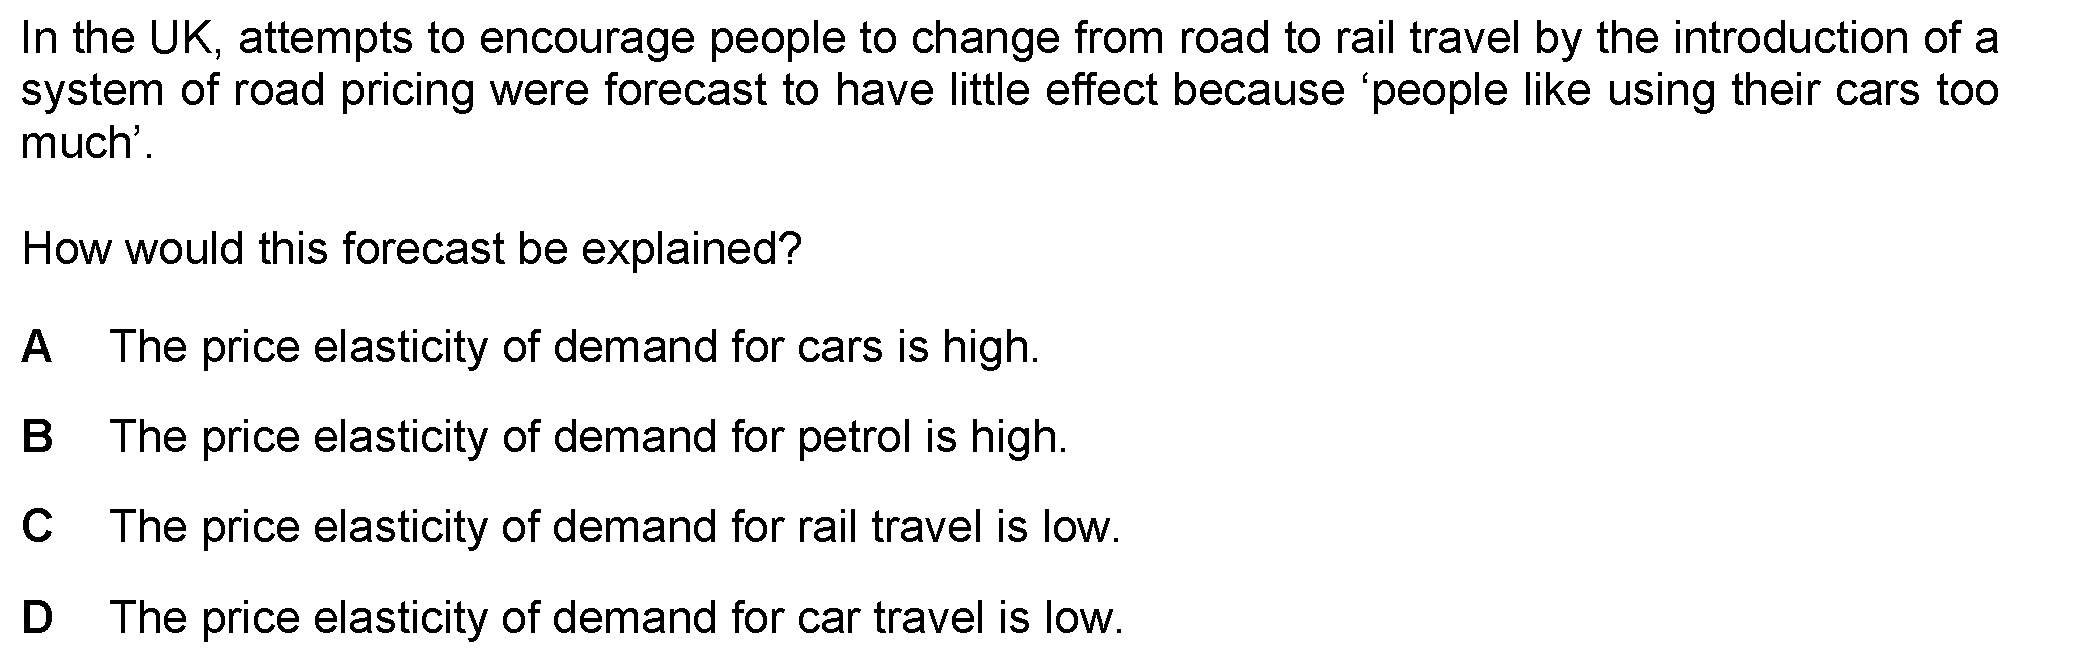 In the UK, attempts to encourage people to change from road to rail travel by the introduction of a
system of road pricing were forecast to have little effect because ‘people like using their cars too
much’.
How would this forecast be explained?
A The price elasticity of demand for cars is high.
B The price elasticity of demand for petrol is high.
C The price elasticity of demand for rail travel is low.
D The price elasticity of demand for car travel is low.